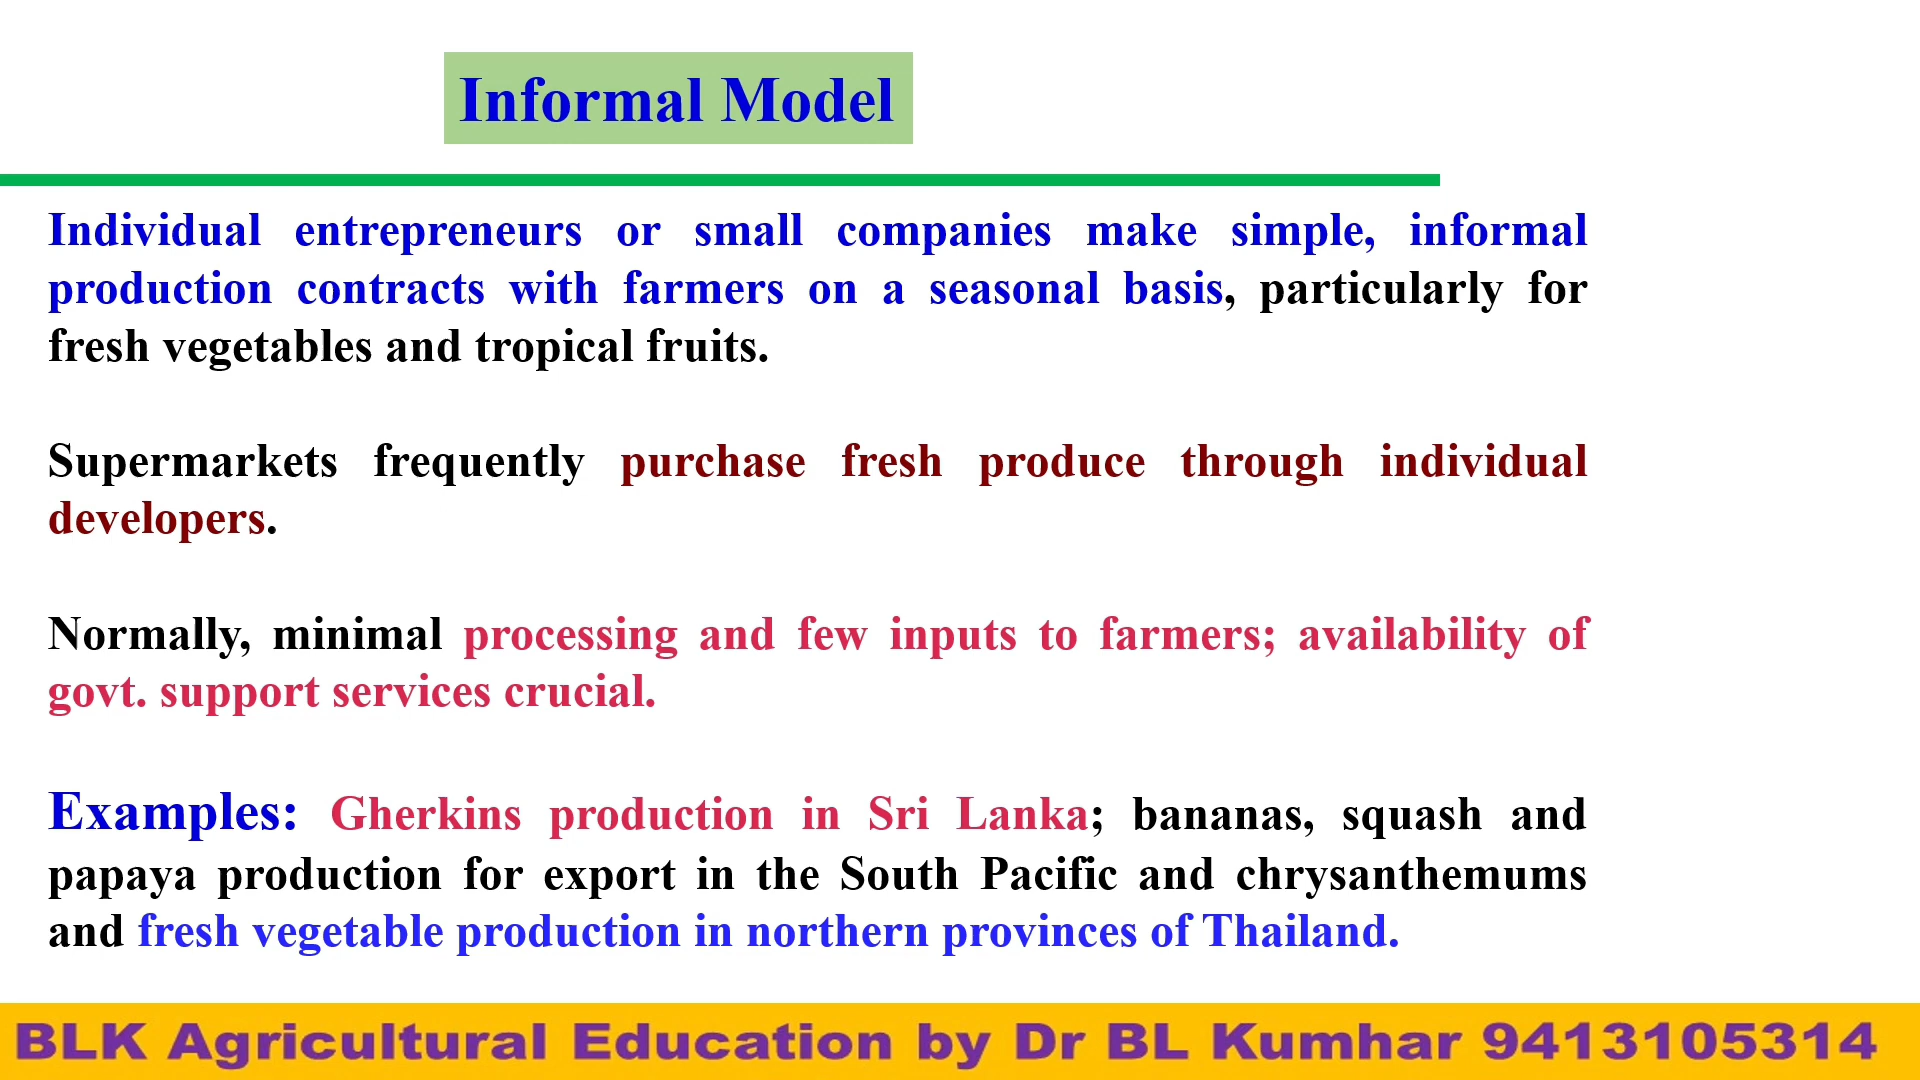 Informal Model
Individual entrepreneurs or small companies make simple, informal
production contracts with farmers on a seasonal basis, particularly for
fresh vegetables and tropical fruits.
Supermarkets frequently purchase fresh produce through individual
developers.
Normally, minimal processing and few inputs to farmers; availability of
govt. support services crucial.
Examples: Gherkins production in Sri Lanka; bananas, squash and
papaya production for export in the South Pacific and chrysanthemums
and fresh vegetable production in northern provinces of Thailand.
BLK Agricultural Education by Dr BL Kumhar 9413105314